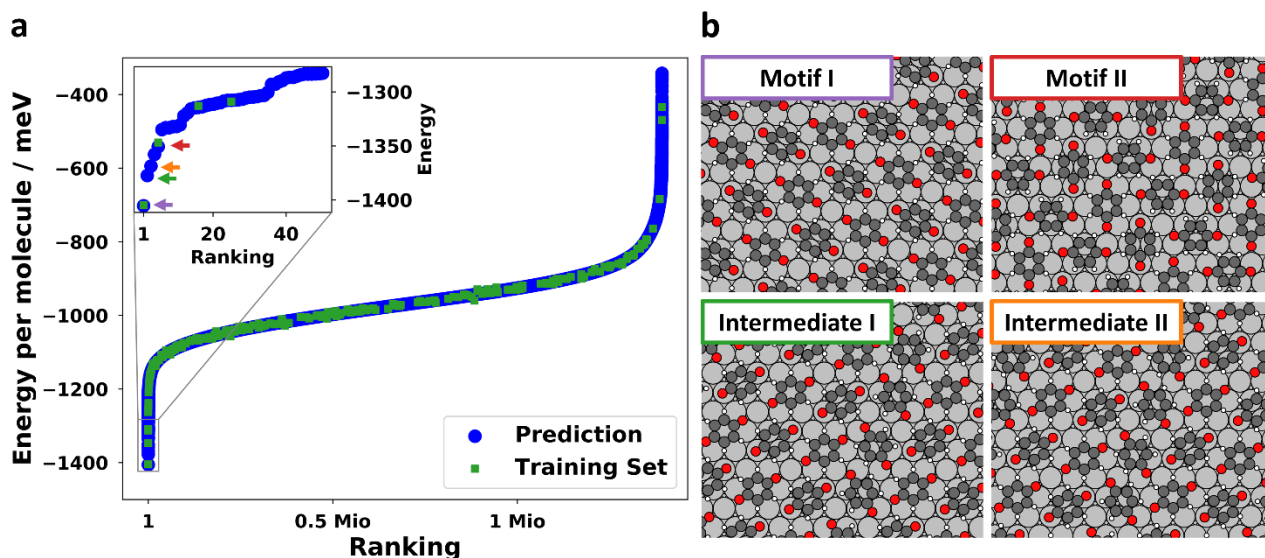 a
Energy per molecule / meV
−400
−600
−800
−1000
−1200
−1400
1
0.5 Mio
1 Mio
Ranking
−1300
−1350
−1400
Energy
1
20
40
Ranking
Prediction
Training Set
b
Motif I
Motif II
Intermediate I
Intermediate II